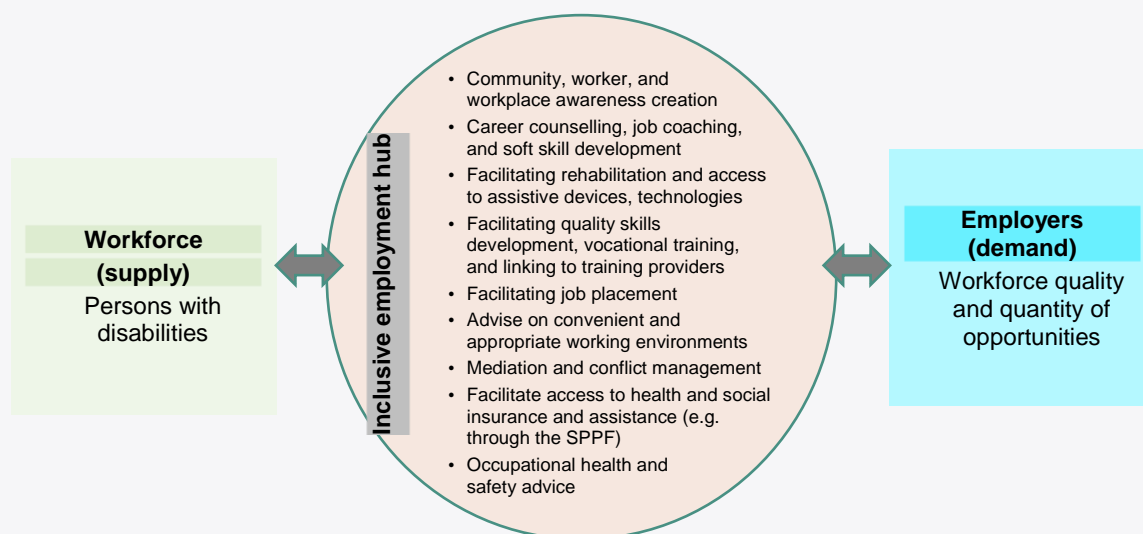 Workforce
(supply)
Persons with
disabilities
Inclusive employment hub
• Community, worker, and
workplace awareness creation
• Career counselling, job coaching,
and soft skill development
• Facilitating rehabilitation and access
to assistive devices, technologies
• Facilitating quality skills
development, vocational training,
and linking to training providers
• Facilitating job placement
• Advise on convenient and
appropriate working environments
• Mediation and conflict management
• Facilitate access to health and social
insurance and assistance (e.g.
through the SPPF)
• Occupational health and
safety advice
Employers
(demand)
Workforce quality
and quantity of
opportunities